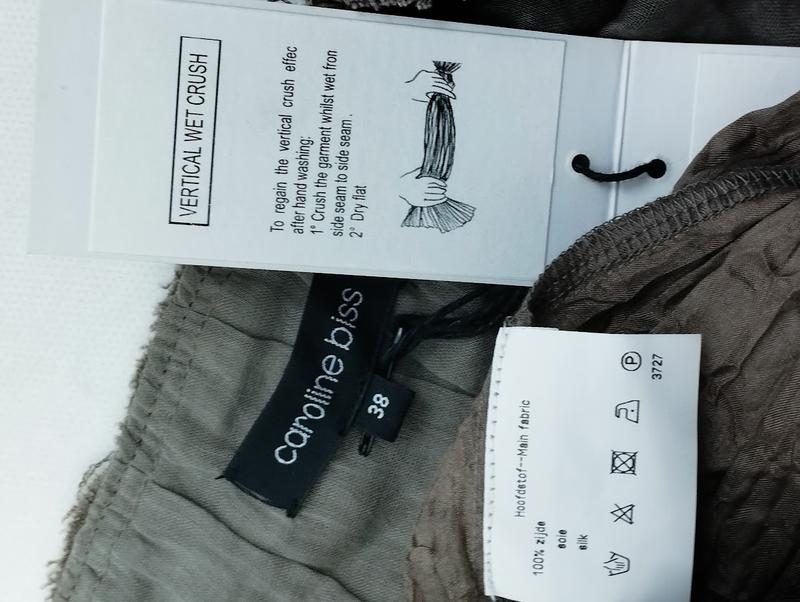 VERTICAL WET CRUSH
To regain the vertical crush effec
after hand washing:
1° Crush the garment whilst wet fron
side seam to side seam.
2° Dry flat
caroline biss
38
Hoofdstof--Main fabric
100% zijde
soie
silk
P
3727